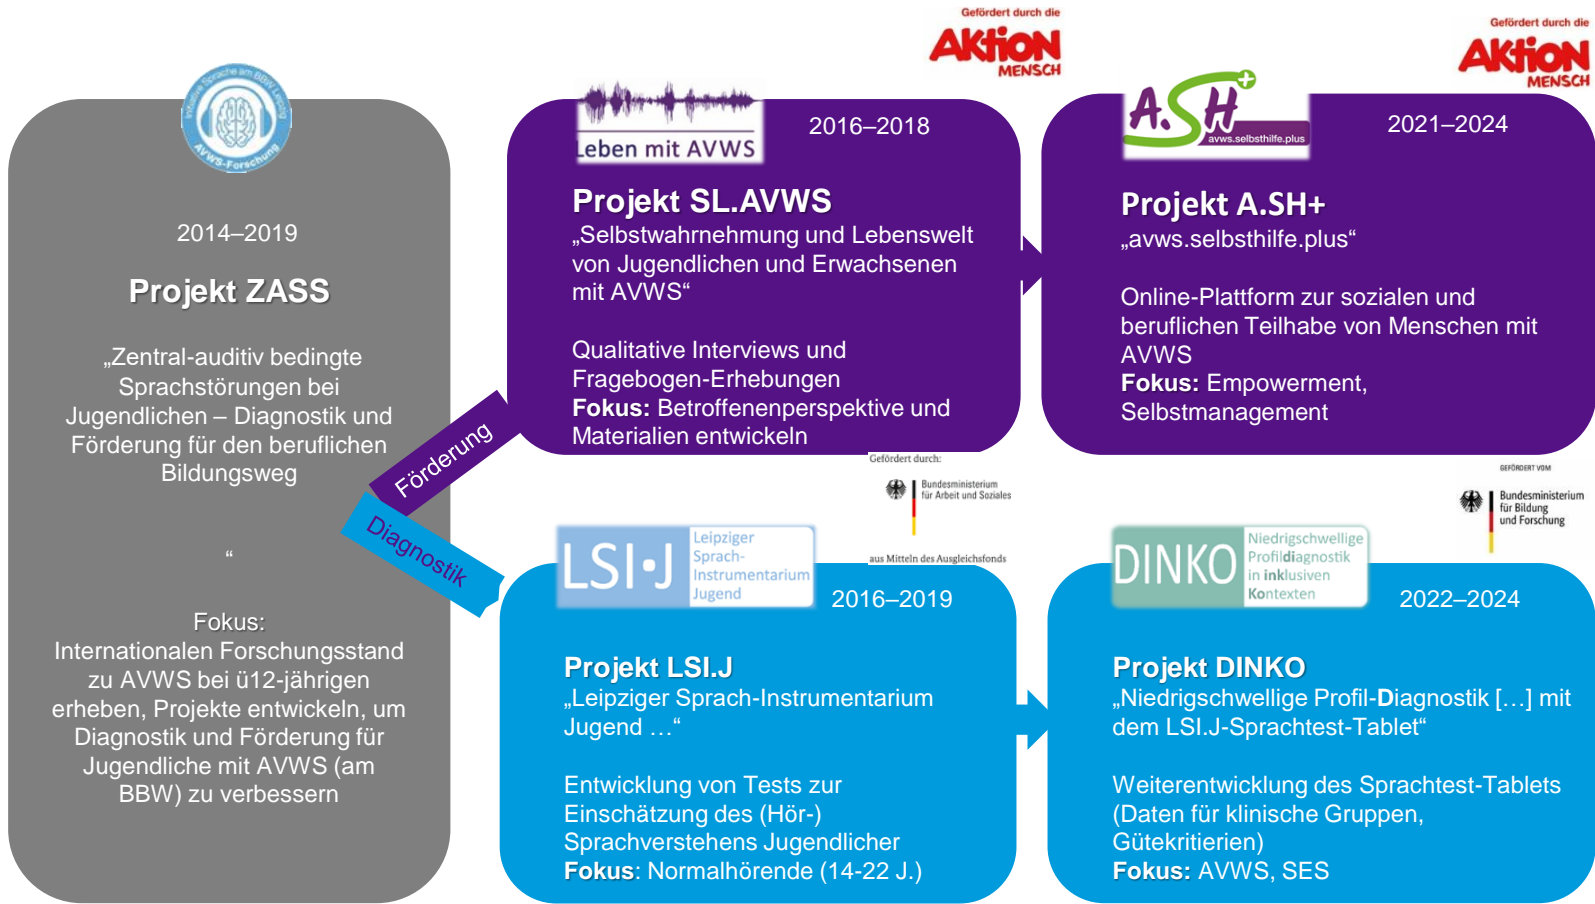 Initiative Sprache am BBW Leipzig
AVWS-Forschung
2014–2019
Projekt ZASS
„Zentral-auditiv bedingte
Sprachstörungen bei
Jugendlichen – Diagnostik und
Förderung für den beruflichen
Bildungsweg
“
Fokus:
Internationalen Forschungsstand
zu AVWS bei ü12-jährigen
erheben, Projekte entwickeln, um
Diagnostik und Förderung für
Jugendliche mit AVWS (am
BBW) zu verbessern
Förderung
Diagnostik
Gefördert durch die
AKTION
MENSCH
Leben mit AVWS
2016–2018
Projekt SL.AVWS
„Selbstwahrnehmung und Lebenswelt
von Jugendlichen und Erwachsenen
mit AVWS“
Qualitative Interviews und
Fragebogen-Erhebungen
Fokus: Betroffenenperspektive und
Materialien entwickeln
Gefördert durch die
AKTION
MENSCH
A.SH+
avws.selbsthilfe.plus
2021–2024
Projekt A.SH+
„avws.selbsthilfe.plus“
Online-Plattform zur sozialen und
beruflichen Teilhabe von Menschen mit
AVWS
Fokus: Empowerment,
Selbstmanagement
Gefördert durch:
Bundesministerium
für Arbeit und Soziales
aus Mitteln des Ausgleichsfonds
LSI•J
Leipziger
Sprach-
Instrumentarium
Jugend
2016–2019
Projekt LSI.J
„Leipziger Sprach-Instrumentarium
Jugend …“
Entwicklung von Tests zur
Einschätzung des (Hör-)
Sprachverstehens Jugendlicher
Fokus: Normalhörende (14-22 J.)
GEFÖRDERT VOM
Bundesministerium
für Bildung
und Forschung
DINKO
Niedrigschwellige
Profildiagnostik
in inklusiven
Kontexten
2022–2024
Projekt DINKO
„Niedrigschwellige Profil-Diagnostik […] mit
dem LSI.J-Sprachtest-Tablet“
Weiterentwicklung des Sprachtest-Tablets
(Daten für klinische Gruppen,
Gütekritierien)
Fokus: AVWS, SES